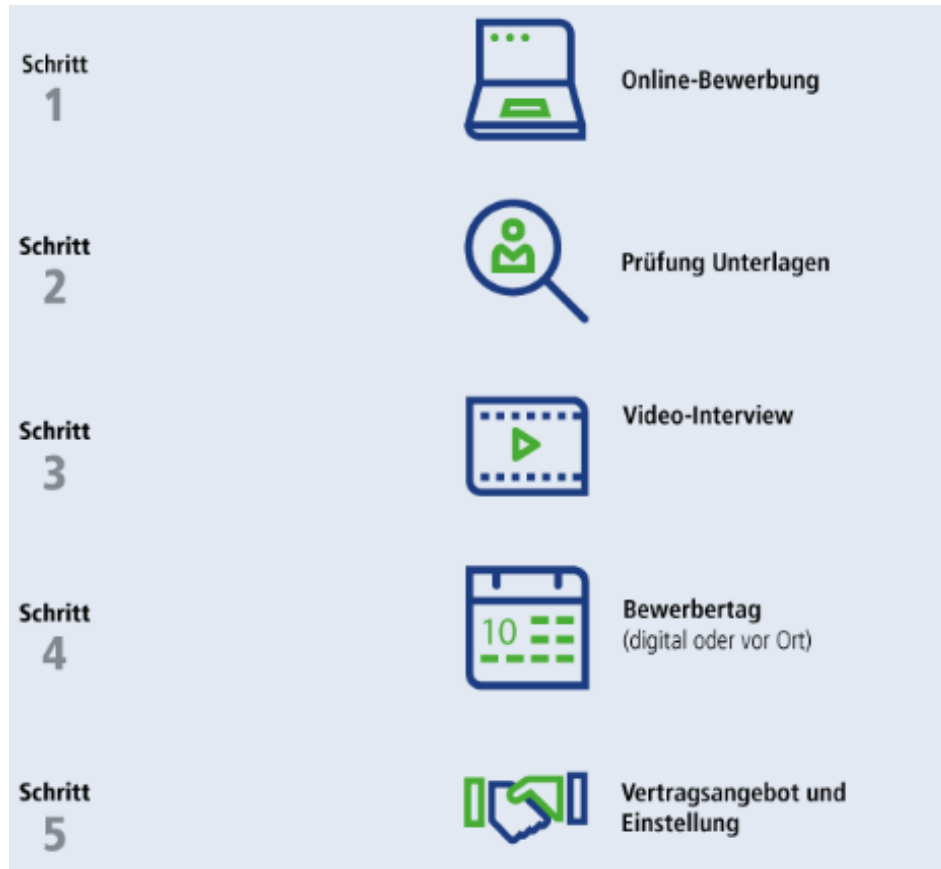 Schritt
1
Online-Bewerbung
Schritt
2
Prüfung Unterlagen
Schritt
3
Video-Interview
Schritt
4
10
Bewerbertag
(digital oder vor Ort)
Schritt
5
Vertragsangebot und
Einstellung